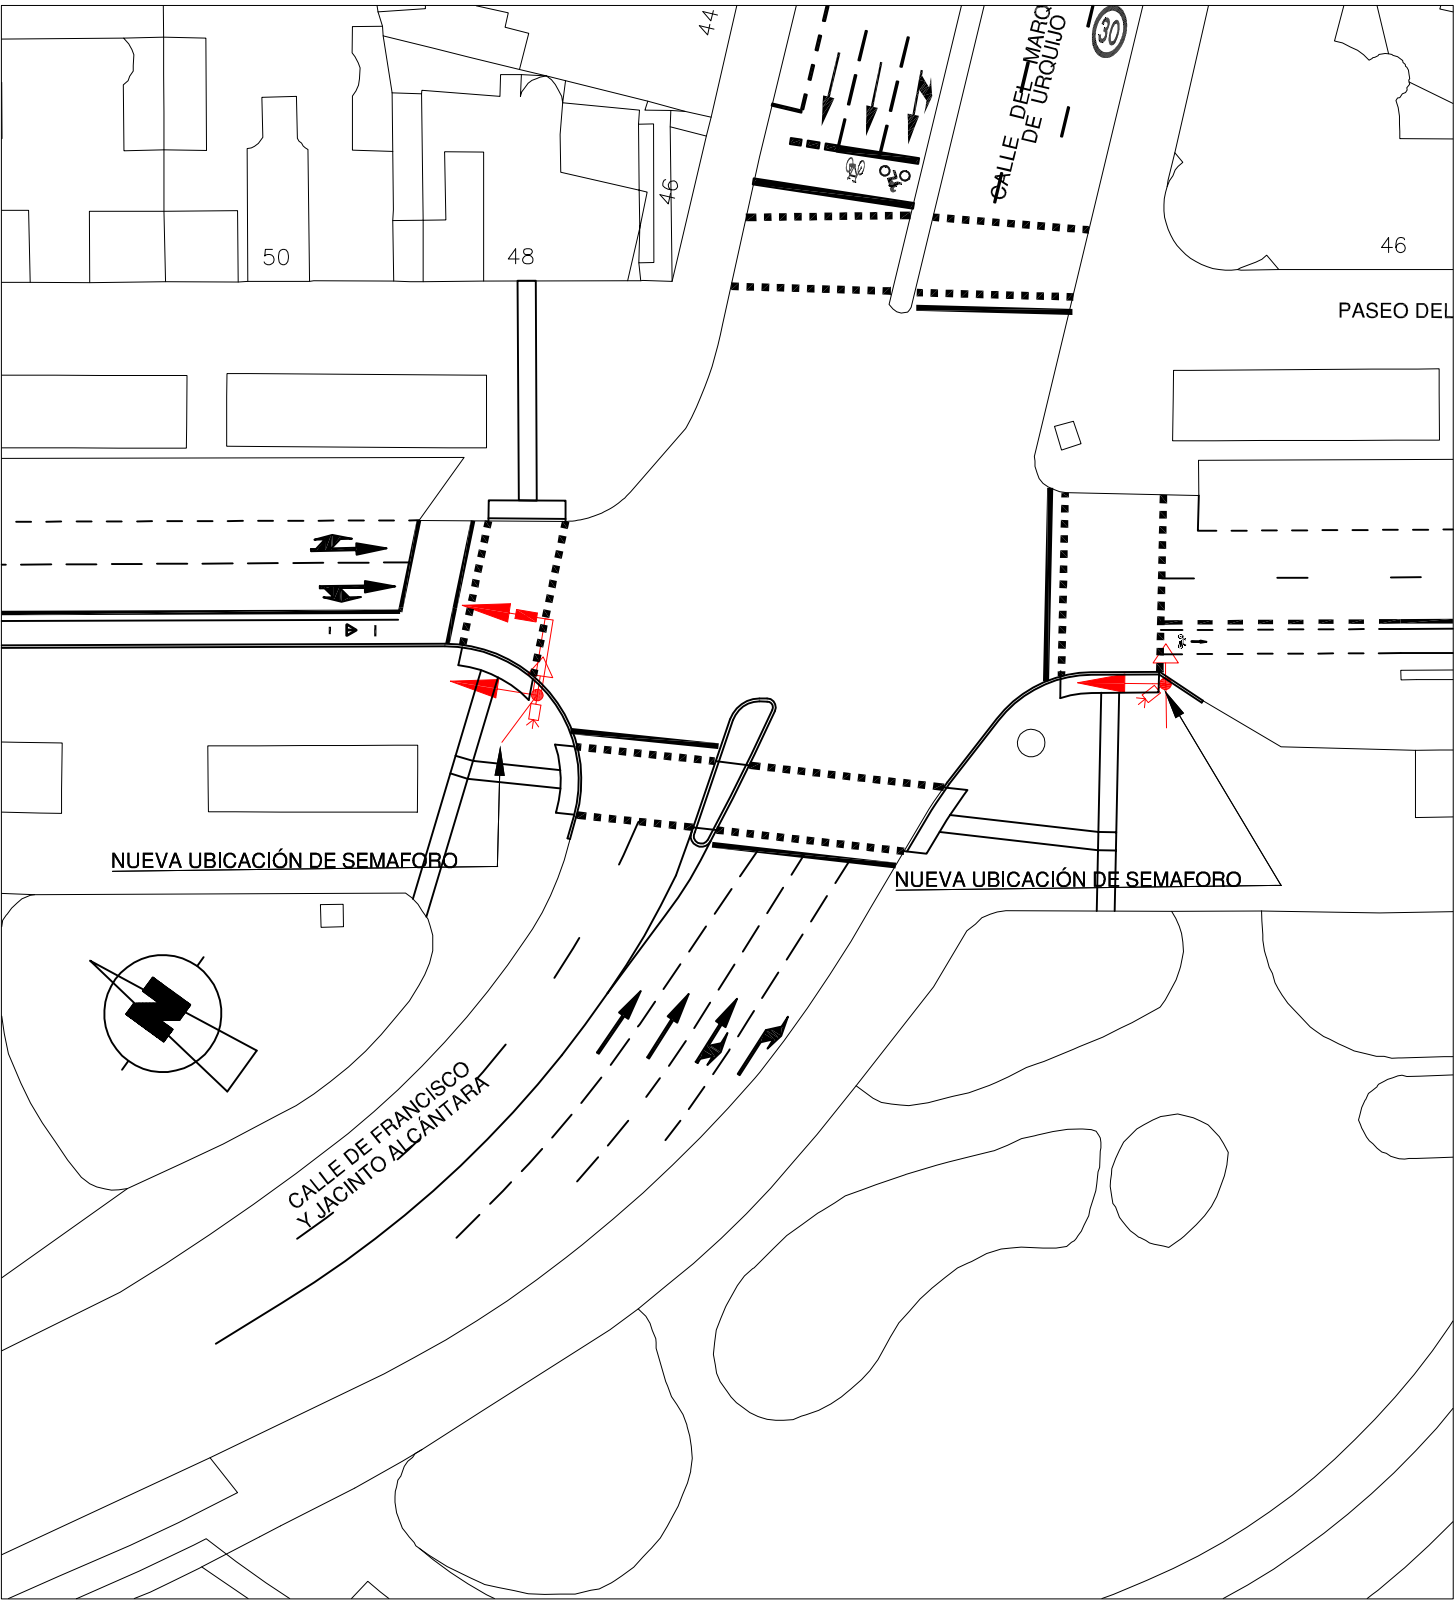 44
CALLE DEL MARQ
DE URQUIJO
30
46
50
48
46
PASEO DEL
NUEVA UBICACIÓN DE SEMAFORO
NUEVA UBICACIÓN DE SEMAFORO
N
CALLE DE FRANCISCO
Y JACINTO ALCÁNTARA